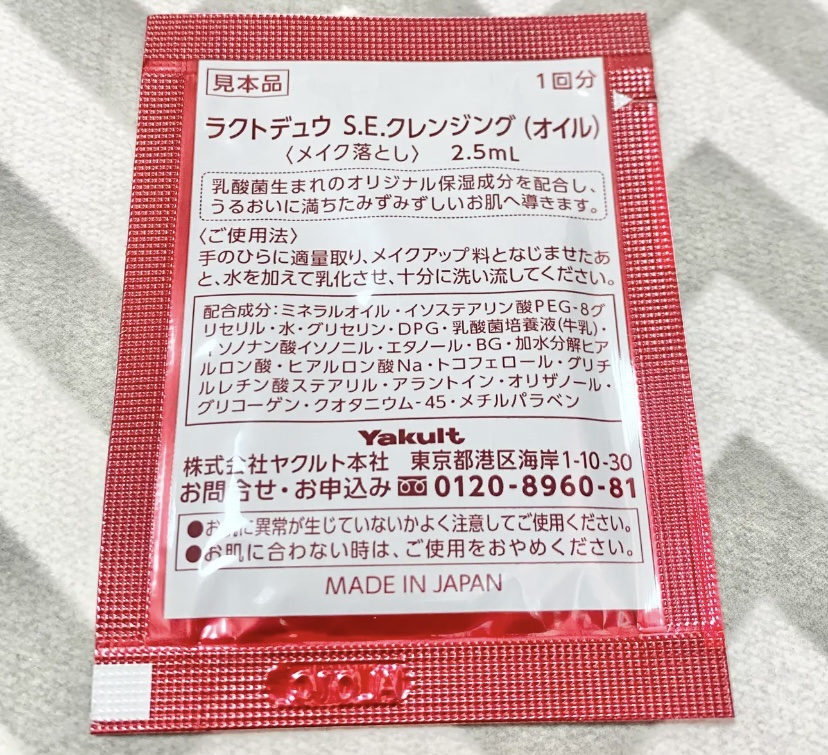 見本品 1回分
ラクトデュウ S.E.クレンジング(オイル)
〈メイク落とし〉 2.5mL
乳酸菌生まれのオリジナル保湿成分を配合し、
うるおいに満ちたみずみずしいお肌へ導きます。
〈ご使用法〉
手のひらに適量取り、メイクアップ料となじませたあ
と、水を加えて乳化させ、十分に洗い流してください。
配合成分:ミネラルオイル・イソステアリン酸PEG-8グ
リセリル・水・グリセリン・DPG・乳酸菌培養液(牛乳)・
イソノナン酸イソノニル・エタノール・BG・加水分解ヒア
ルロン酸・ヒアルロン酸Na・トコフェロール・グリチ
ルレチン酸ステアリル・アラントイン・オリザノール・
グリコーゲン・クオタニウム-45・メチルパラベン
Yakult
株式会社ヤクルト本社 東京都港区海岸1-10-30
お問合せ・お申込み 0120-8960-81
●お肌に異常が生じていないかよく注意してご使用ください。
●お肌に合わない時は、ご使用をおやめください。
MADE IN JAPAN